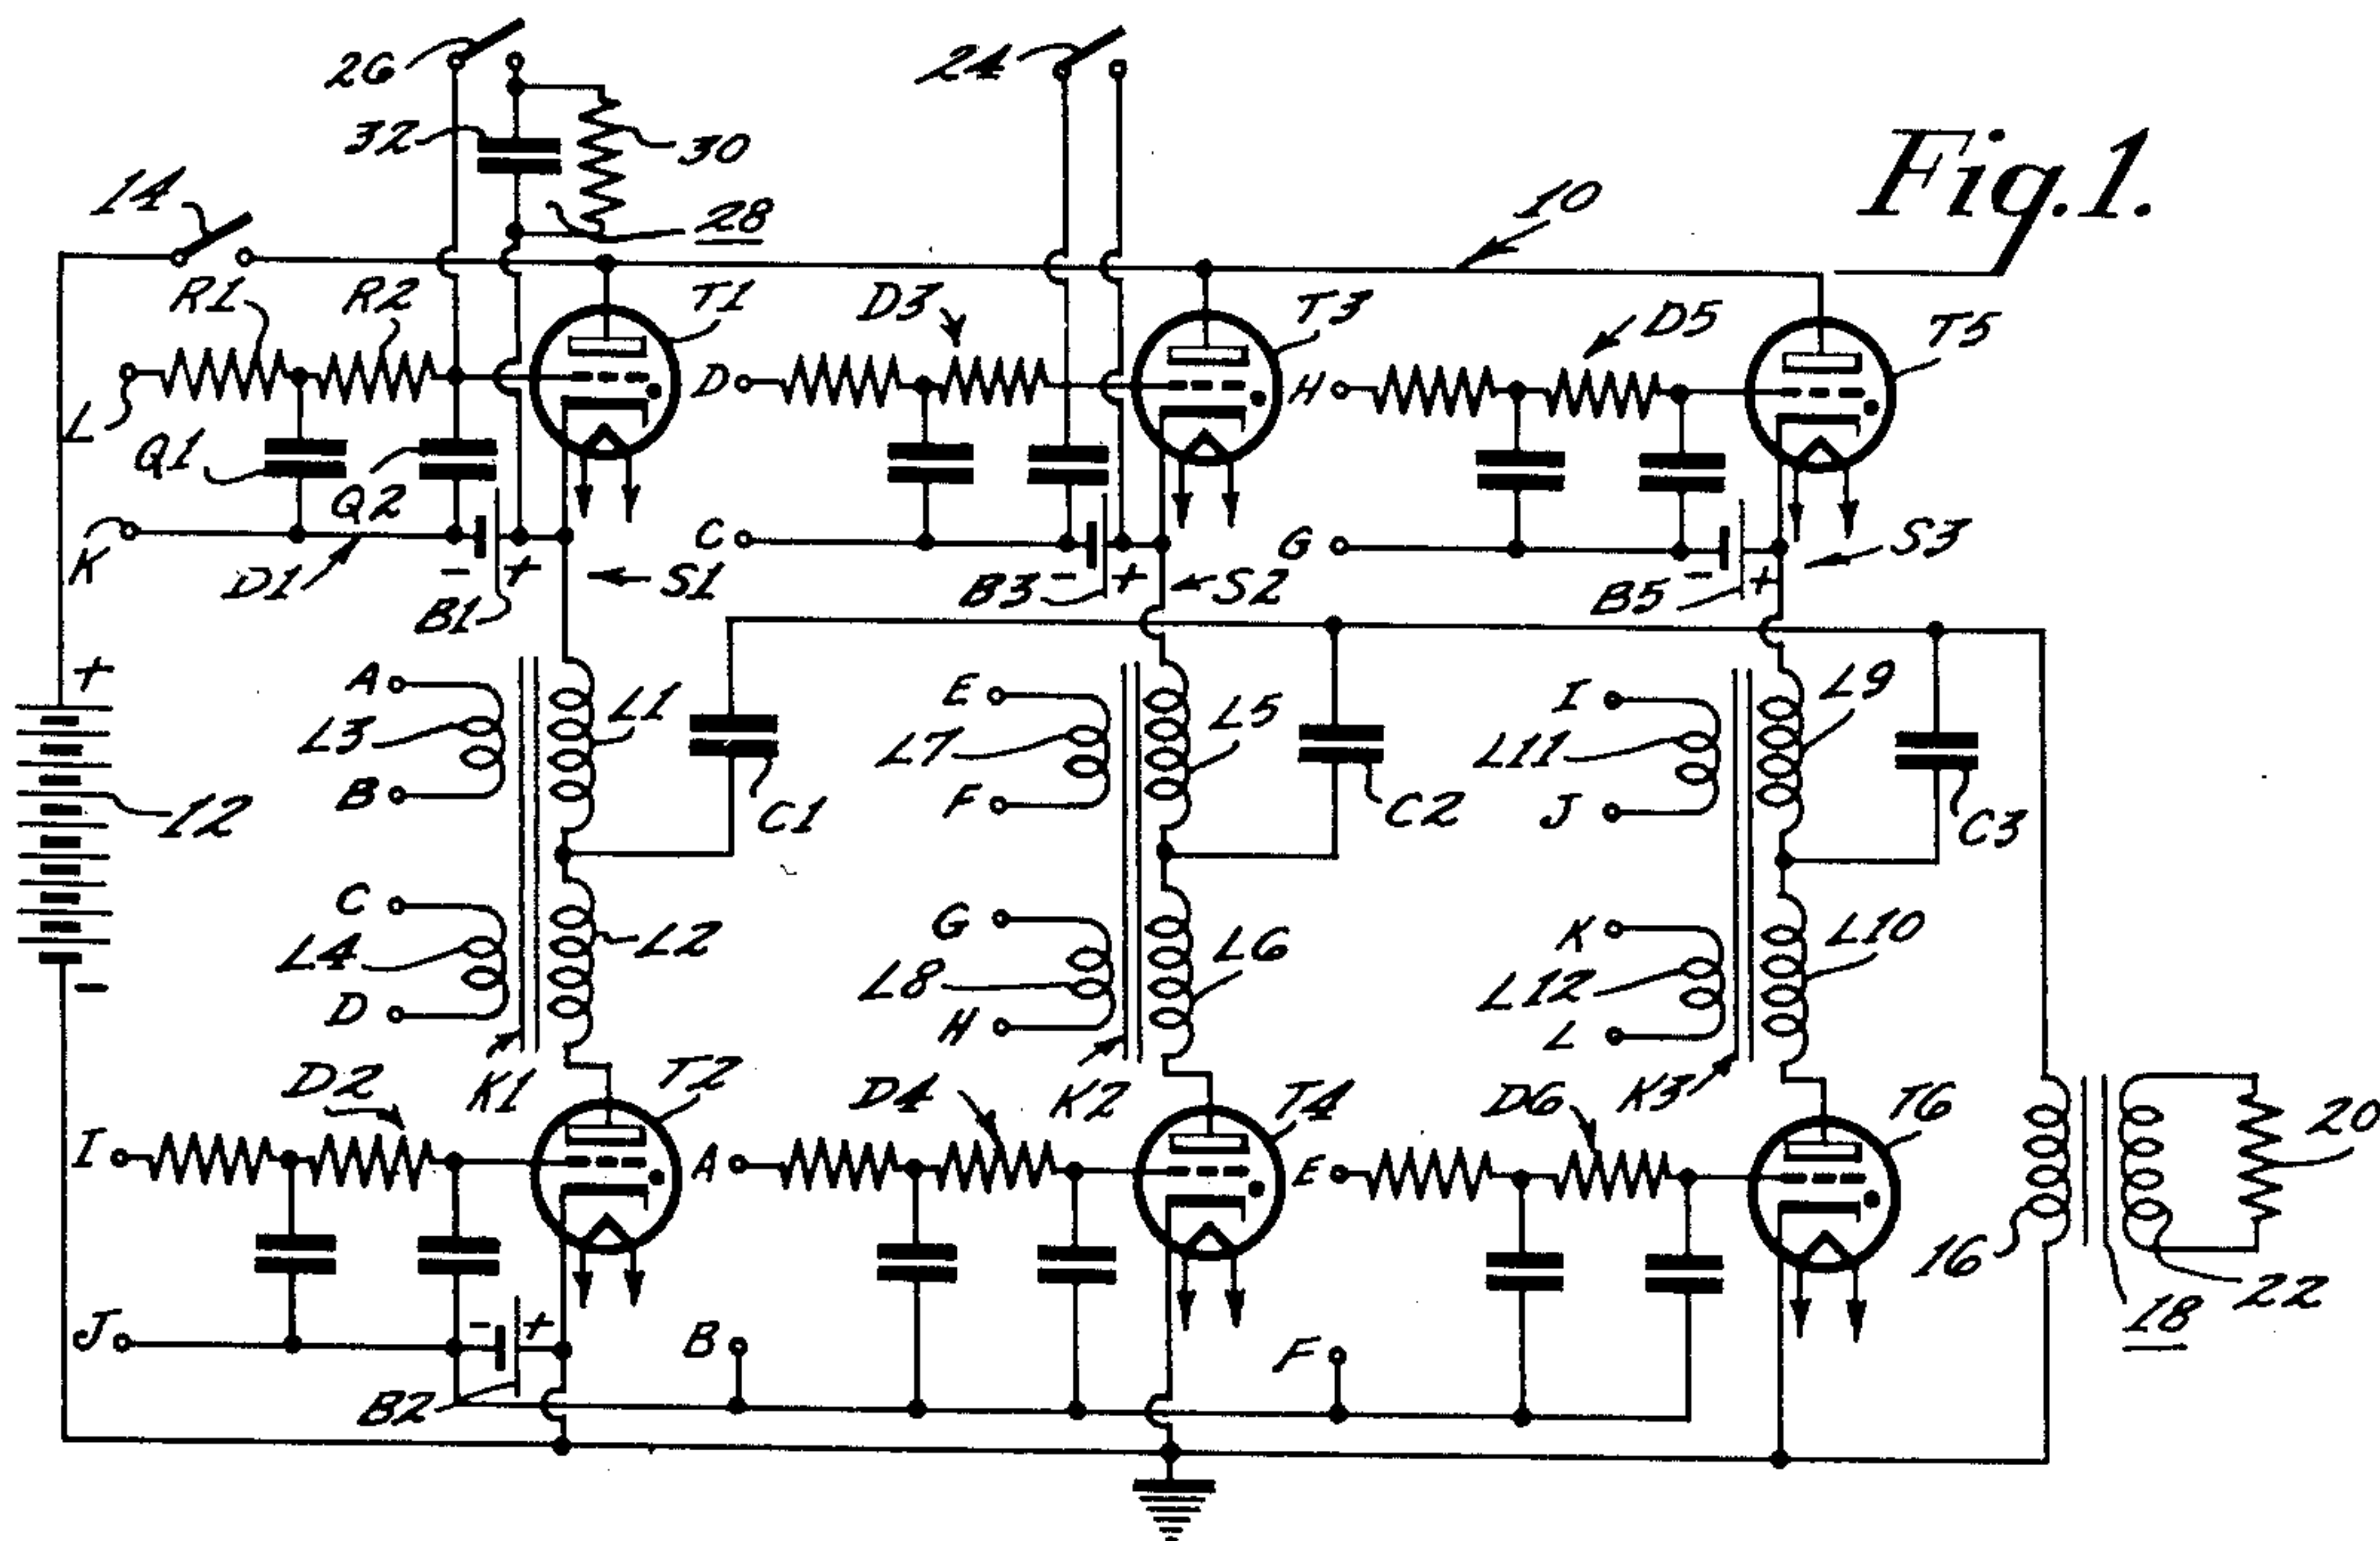 26
24
32
30
Fig.1.
14
28
10
R1
R2
T1
D3
T3
D5
T5
L
D
H
Q1
Q2
K
C
G
D1
-
+
B1
S1
B3
-
+
S2
B5
-
+
S3
+
A
L3
B
L1
C1
E
L7
F
L5
C2
I
L11
J
L9
C3
12
C
L4
D
L2
G
L8
H
L6
K
L12
L
L10
-
D2
K1
T2
D4
K2
T4
D6
K3
T6
20
I
A
E
16
22
18
J
-
+
B2
B
F